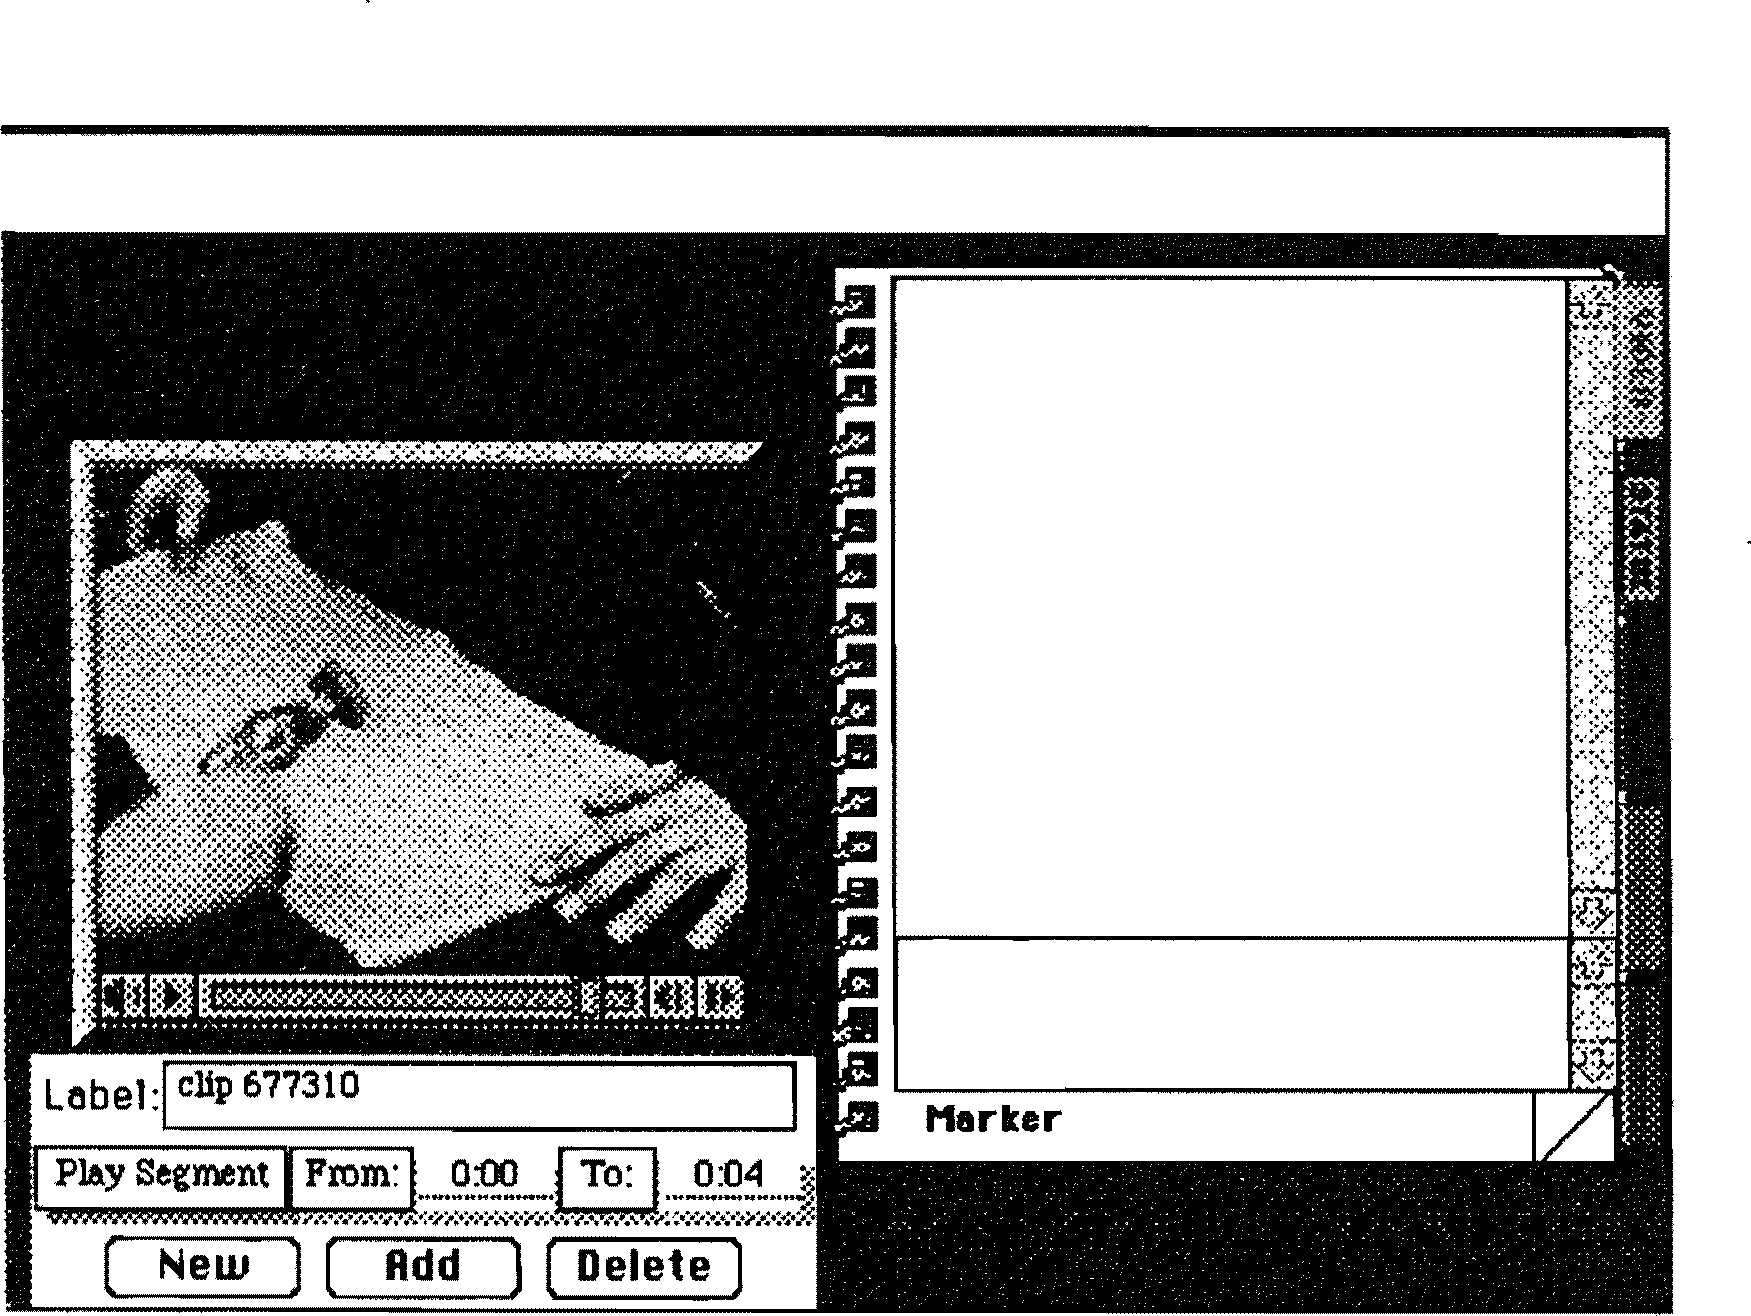 Label: clip 677310
Play Segment From: 0:00 To: 0:04
New Add Delete
Marker